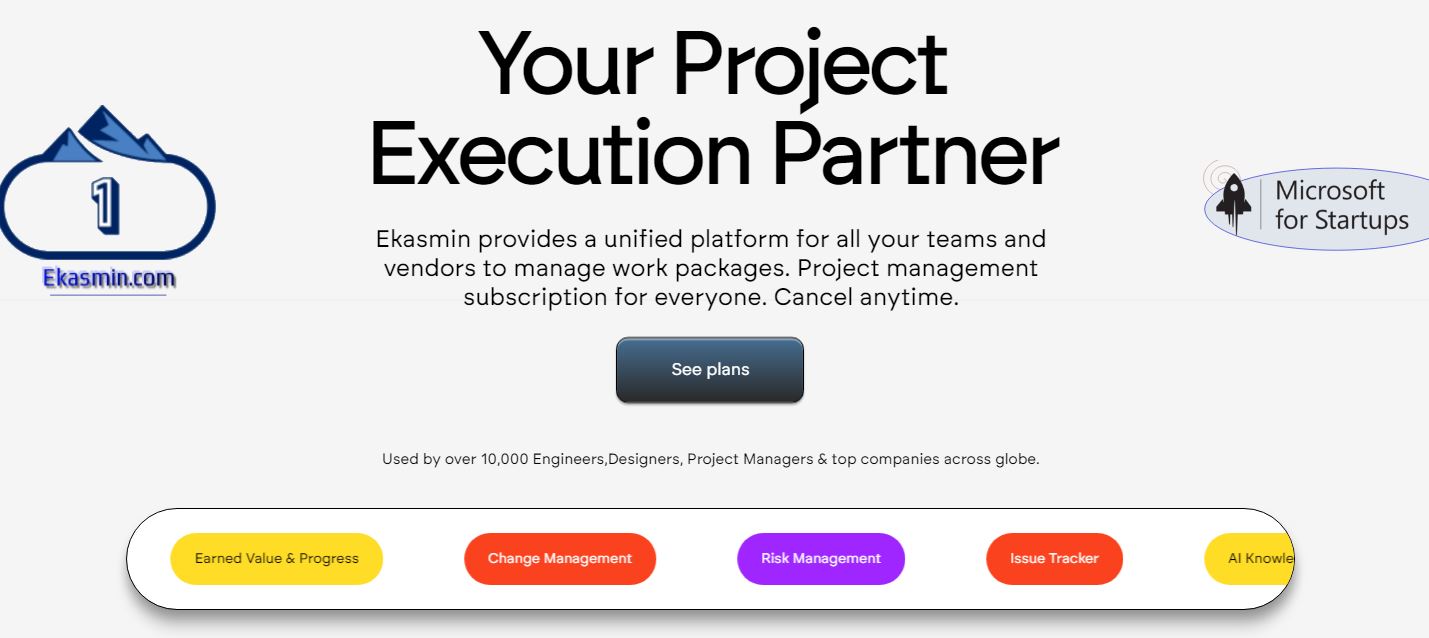 Your Project
Execution Partner
1
Ekasmin.com
Microsoft
for Startups
Ekasmin provides a unified platform for all your teams and
vendors to manage work packages. Project management
subscription for everyone. Cancel anytime.
See plans
Used by over 10,000 Engineers,Designers, Project Managers & top companies across globe.
Earned Value & Progress
Change Management
Risk Management
Issue Tracker
AI Knowle